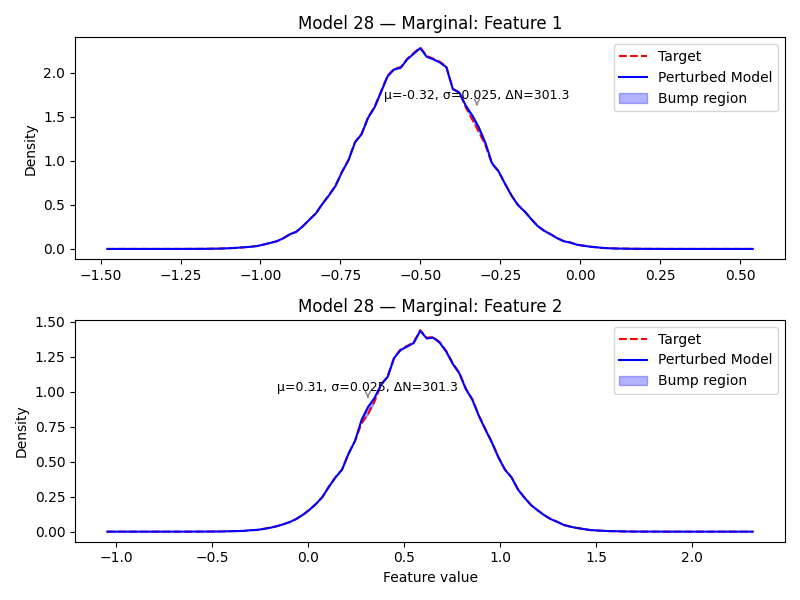 Model 28 — Marginal: Feature 1
Density
2.0
1.5
1.0
0.5
0.0
μ=-0.32, σ=0.025, ΔN=301.3
Target
Perturbed Model
Bump region
−1.50 −1.25 −1.00 −0.75 −0.50 −0.25 0.00 0.25 0.50
Model 28 — Marginal: Feature 2
Density
1.50
1.25
1.00
0.75
0.50
0.25
0.00
μ=0.31, σ=0.025, ΔN=301.3
Target
Perturbed Model
Bump region
−1.0 −0.5 0.0 0.5 1.0 1.5 2.0
Feature value